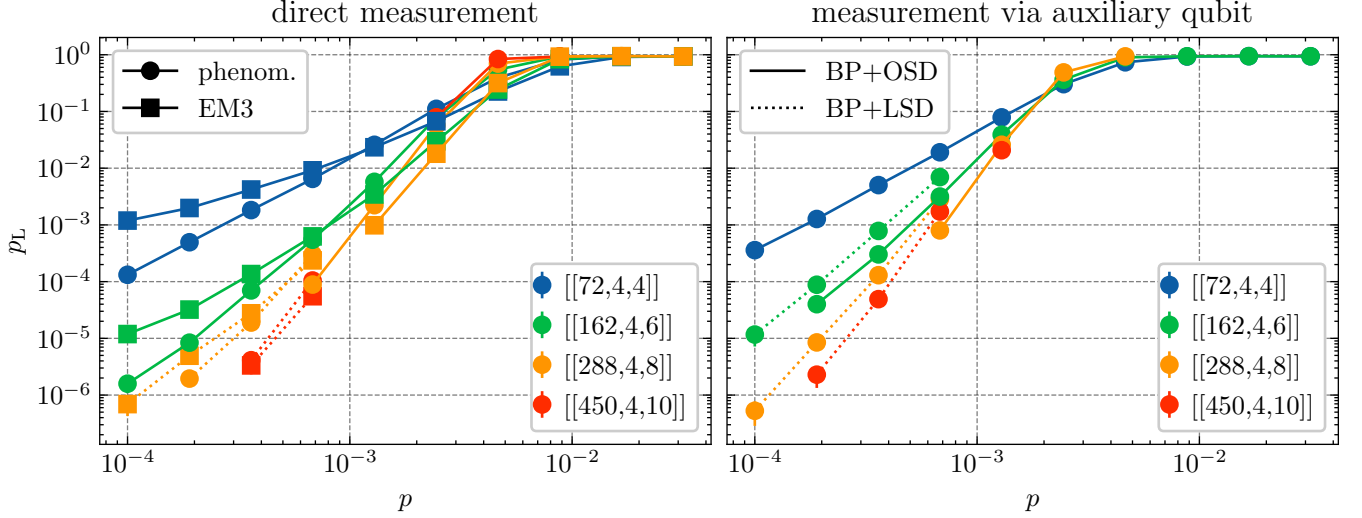 direct measurement
measurement via auxiliary qubit
phenom.
EM3
BP+OSD
BP+LSD
10⁰
10⁻¹
10⁻²
10⁻³
10⁻⁴
10⁻⁵
10⁻⁶
p_L
[[72,4,4]]
[[162,4,6]]
[[288,4,8]]
[[450,4,10]]
[[72,4,4]]
[[162,4,6]]
[[288,4,8]]
[[450,4,10]]
10⁻⁴ 10⁻³ 10⁻²
10⁻⁴ 10⁻³ 10⁻²
p
p